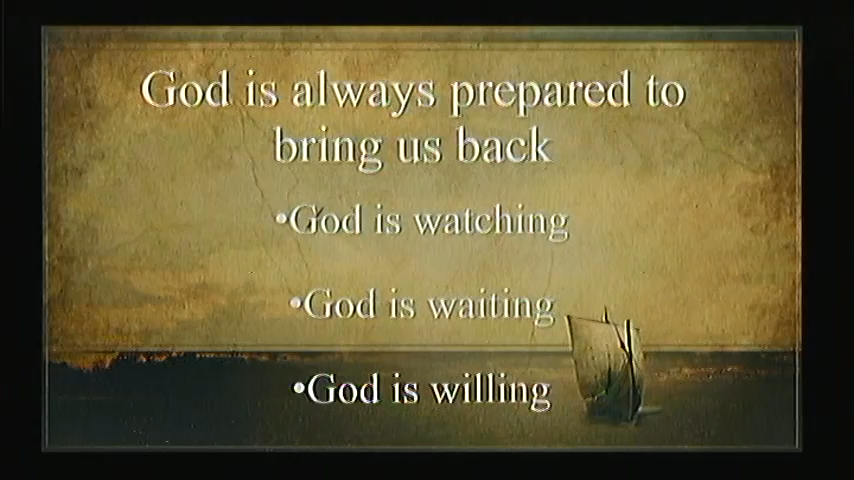 God is always prepared to
bring us back
•God is watching
•God is waiting
•God is willing